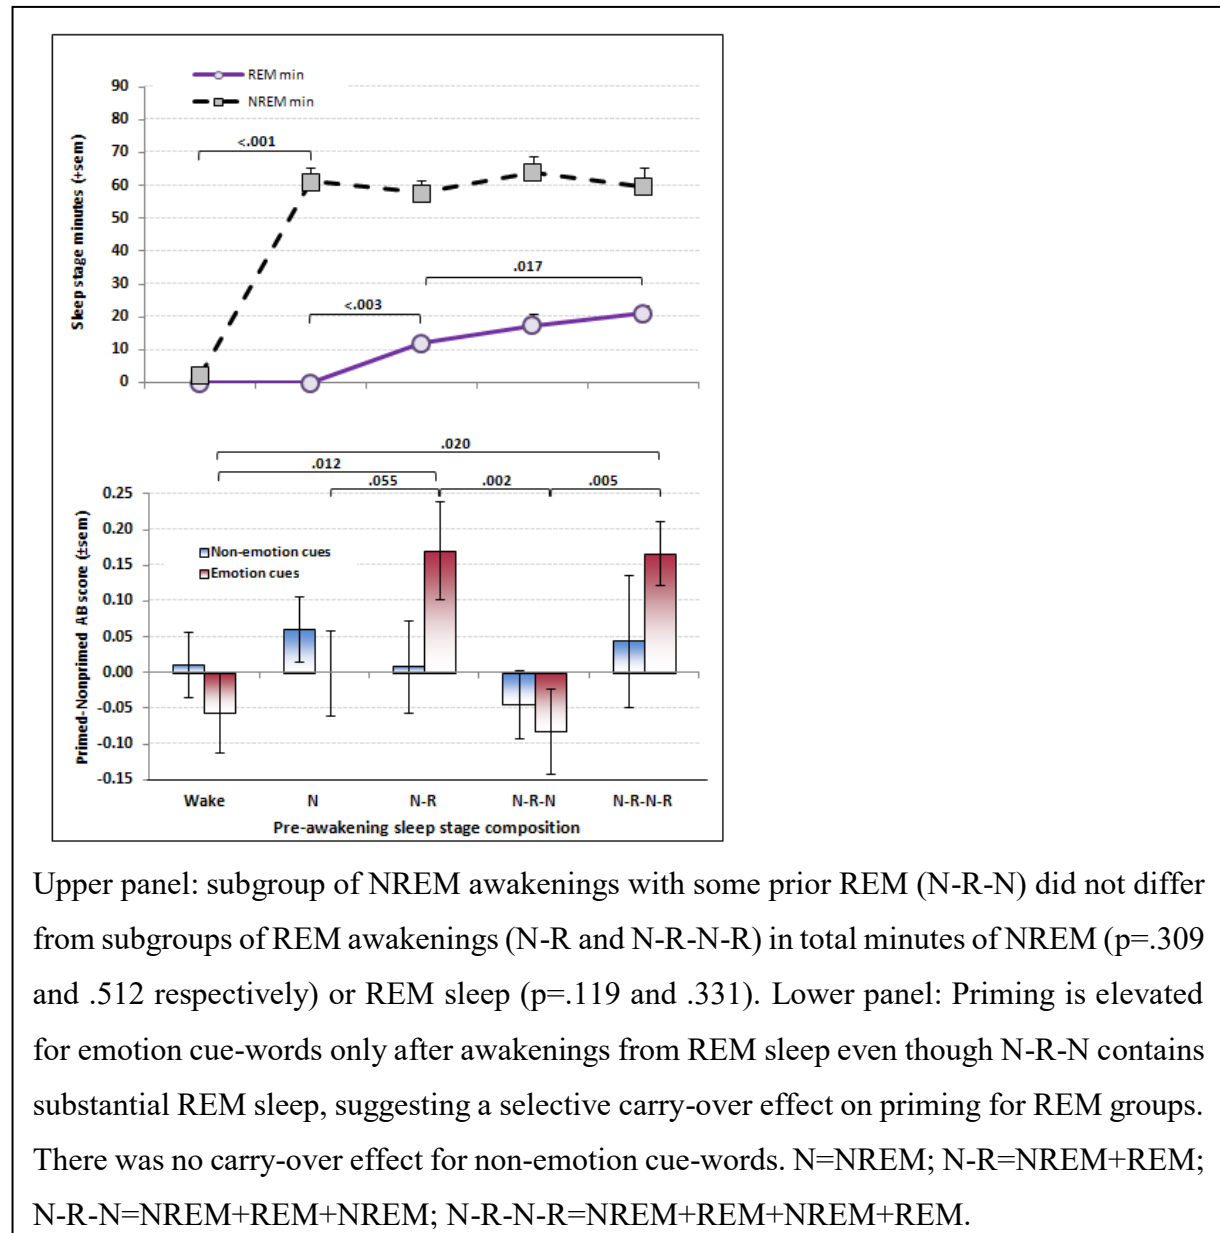 REM min
NREM min
90
80
70
60
50
40
30
20
10
0
Sleep stage minutes (+sem)
<.001
.017
<.003
.020
.012
.055
.002
.005
0.25
0.20
0.15
0.10
0.05
0.00
-0.05
-0.10
-0.15
Primed-Nonprimed AB score (±sem)
Non-emotion cues
Emotion cues
Wake N N-R N-R-N N-R-N-R
Pre-awakening sleep stage composition
Upper panel: subgroup of NREM awakenings with some prior REM (N-R-N) did not differ
from subgroups of REM awakenings (N-R and N-R-N-R) in total minutes of NREM (p=.309
and .512 respectively) or REM sleep (p=.119 and .331). Lower panel: Priming is elevated
for emotion cue-words only after awakenings from REM sleep even though N-R-N contains
substantial REM sleep, suggesting a selective carry-over effect on priming for REM groups.
There was no carry-over effect for non-emotion cue-words. N=NREM; N-R=NREM+REM;
N-R-N=NREM+REM+NREM; N-R-N-R=NREM+REM+NREM+REM.